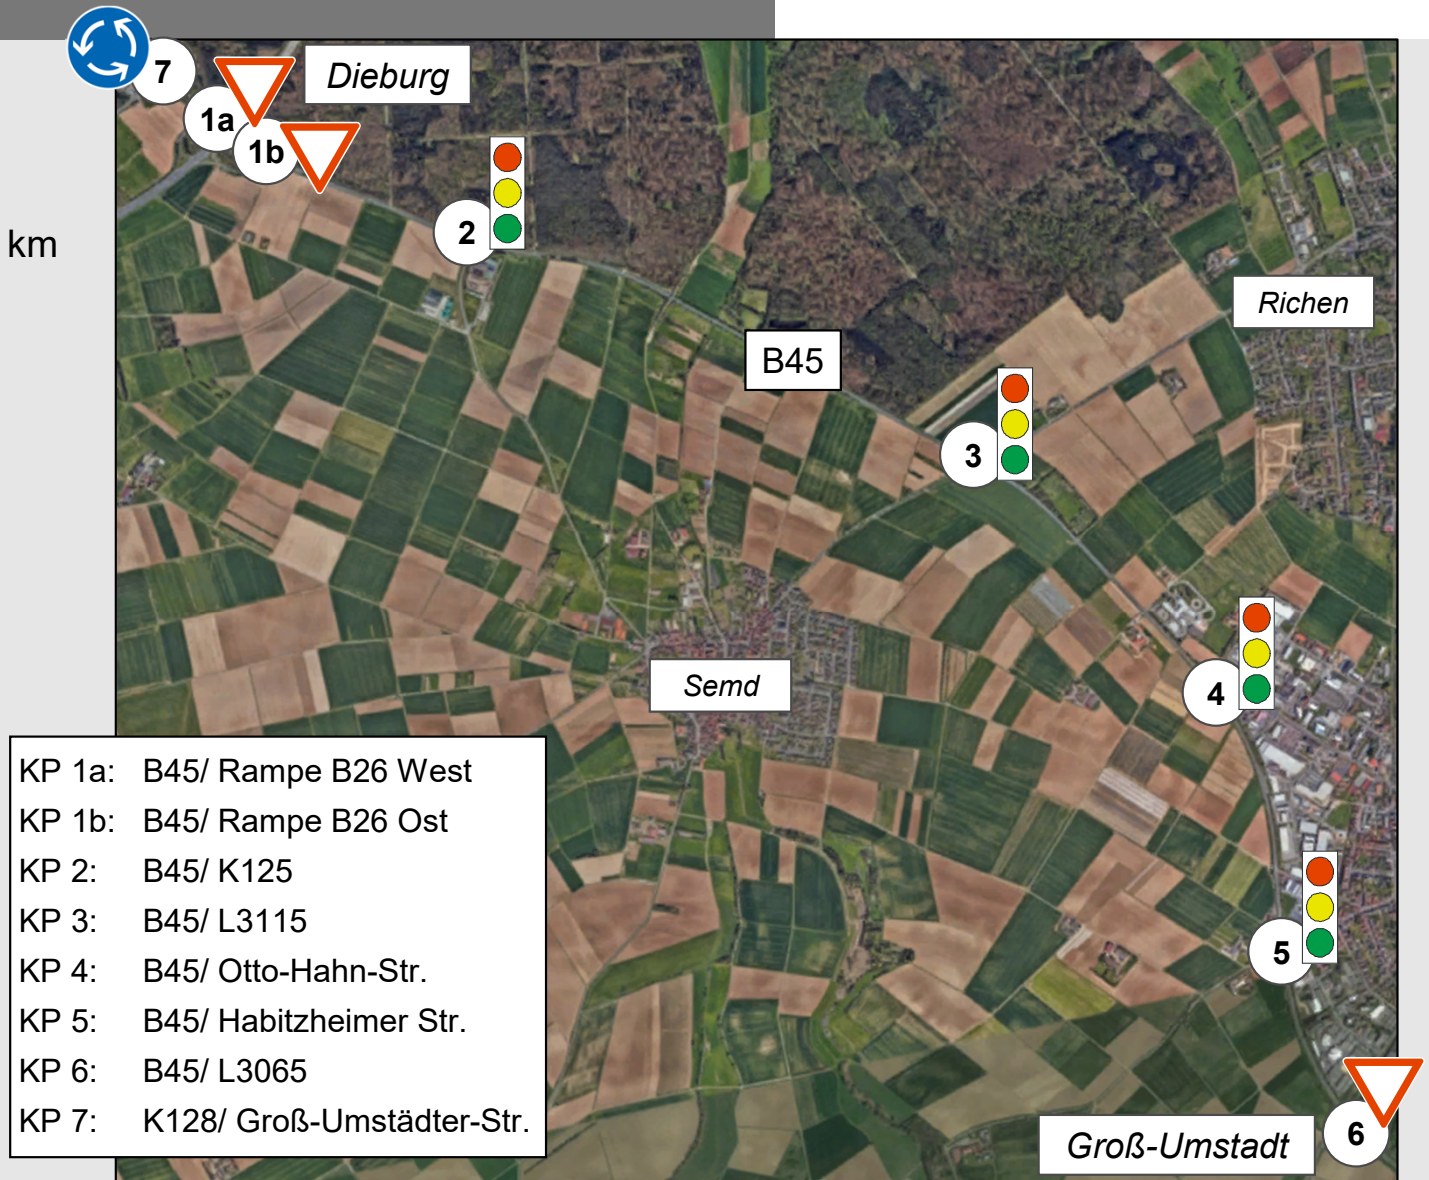 7
Dieburg
1a
1b
2
km
Richen
B45
3
Semd
4
KP 1a: B45/ Rampe B26 West
KP 1b: B45/ Rampe B26 Ost
KP 2: B45/ K125
KP 3: B45/ L3115
KP 4: B45/ Otto-Hahn-Str.
KP 5: B45/ Habitzheimer Str.
KP 6: B45/ L3065
KP 7: K128/ Groß-Umstädter-Str.
5
Groß-Umstadt
6